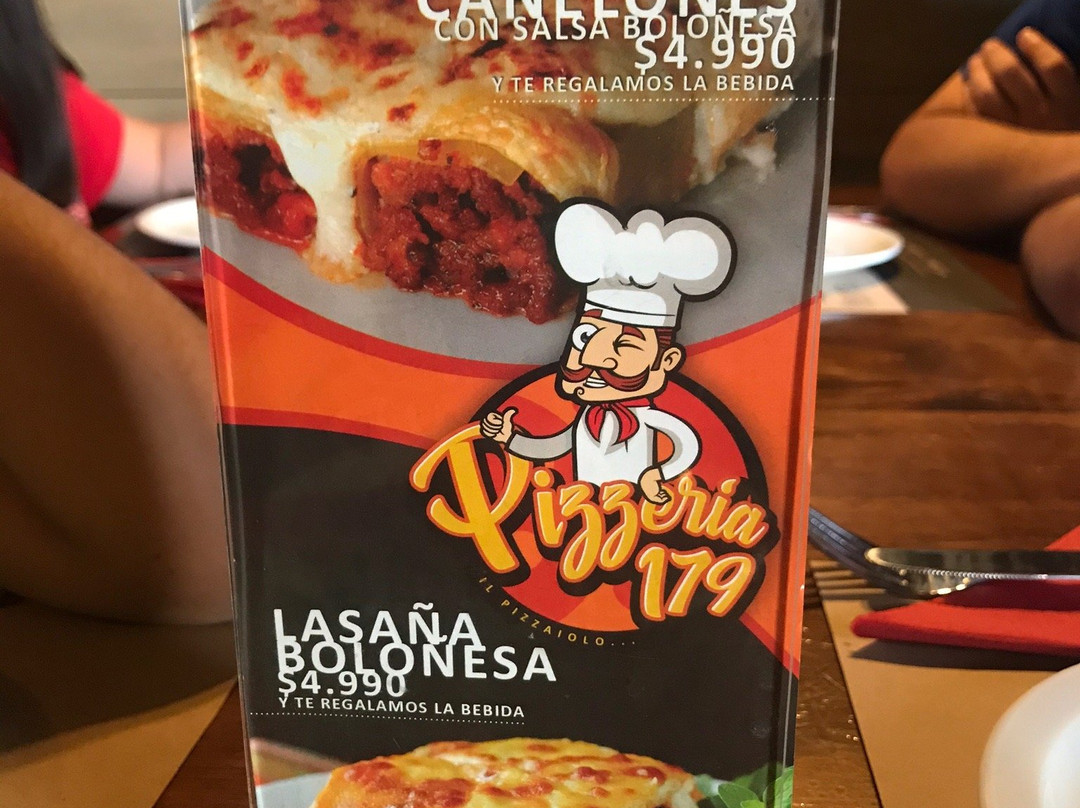 CANELONES
CON SALSA BOLOÑESA
$4.990
Y TE REGALAMOS LA BEBIDA
Pizzería
179
IL PIZZAIOLO...
LASAÑA
BOLOÑESA
$4.990
Y TE REGALAMOS LA BEBIDA